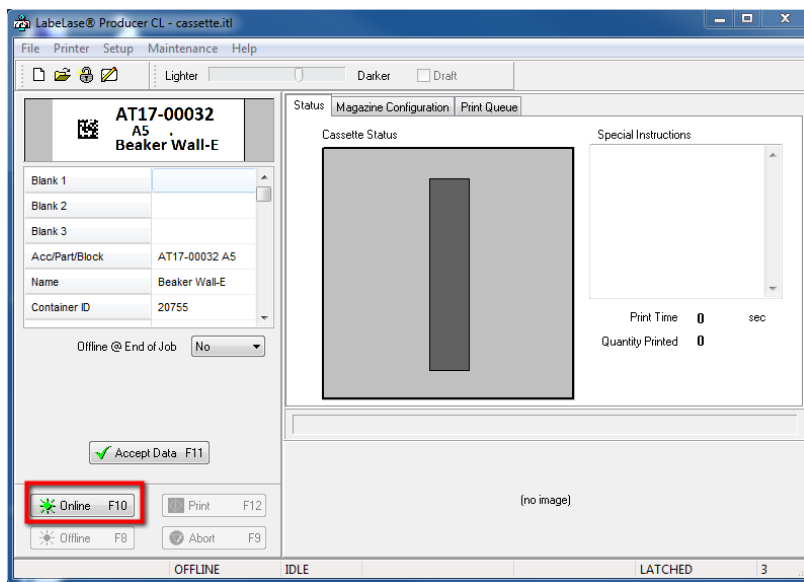 LabeLase® Producer CL - cassette.itl
File Printer Setup Maintenance Help
Lighter Darker Draft
AT17-00032
A5 .
Beaker Wall-E
Blank 1
Blank 2
Blank 3
Acc/Part/Block AT17-00032 A5
Name Beaker Wall-E
Container ID 20755
Offline @ End of Job No
Accept Data F11
Online F10 Print F12
Offline F8 Abort F9
Status Magazine Configuration Print Queue
Cassette Status Special Instructions
Print Time 0 sec
Quantity Printed 0
(no image)
OFFLINE IDLE LATCHED 3